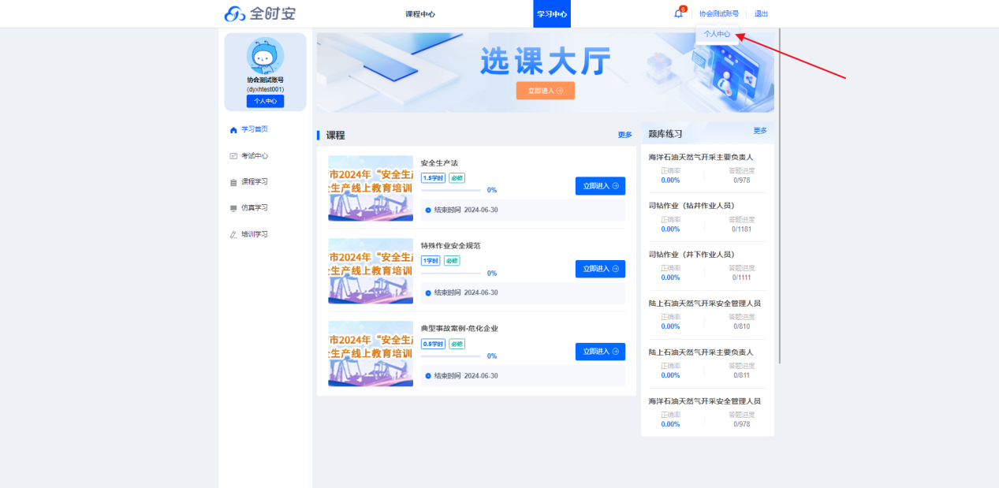 全时安
课程中心
学习中心
6
协会测试账号
退出
个人中心
协会测试账号
(dyxhtest001)
个人中心
学习首页
考试中心
课程学习
仿真学习
培训学习
选课大厅
立即进入
课程
更多
市2024年“安全生产
生产线上教育培训
安全生产法
1.5学时 必修
0%
立即进入
结束时间 2024-06-30
市2024年“安全生产
生产线上教育培训
特殊作业安全规范
1学时 必修
0%
立即进入
结束时间 2024-06-30
市2024年“安全生产
生产线上教育培训
典型事故案例-危化企业
0.5学时 必修
0%
立即进入
结束时间 2024-06-30
题库练习
更多
海洋石油天然气开采主要负责人
正确率 答题进度
0.00% 0/978
司钻作业（钻井作业人员）
正确率 答题进度
0.00% 0/1181
司钻作业（井下作业人员）
正确率 答题进度
0.00% 0/1111
陆上石油天然气开采安全管理人员
正确率 答题进度
0.00% 0/810
陆上石油天然气开采主要负责人
正确率 答题进度
0.00% 0/811
海洋石油天然气开采安全管理人员
正确率 答题进度
0.00% 0/978